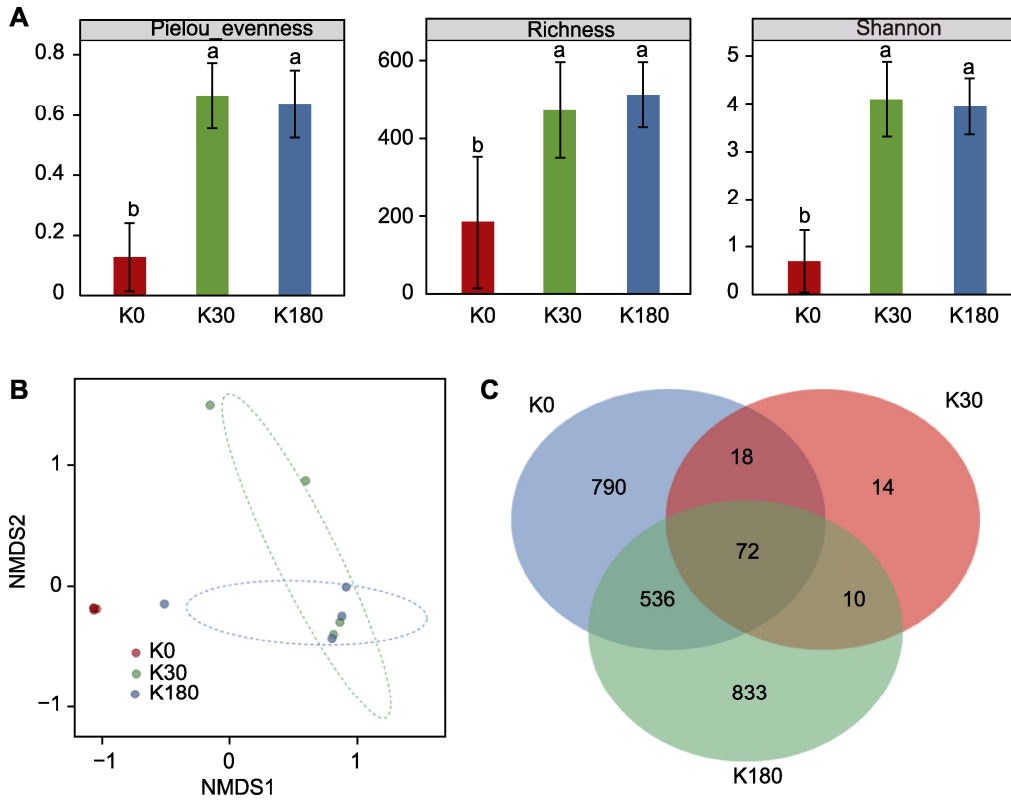 A
Pielou_evenness
0.8
0.6
0.4
0.2
0
b
a
a
K0
K30
K180
Richness
600
400
200
0
b
a
a
K0
K30
K180
Shannon
5
4
3
2
1
0
b
a
a
K0
K30
K180
B
NMDS2
1
0
−1
K0
K30
K180
−1
0
1
NMDS1
C
K0
K30
18
790
14
72
536
10
833
K180